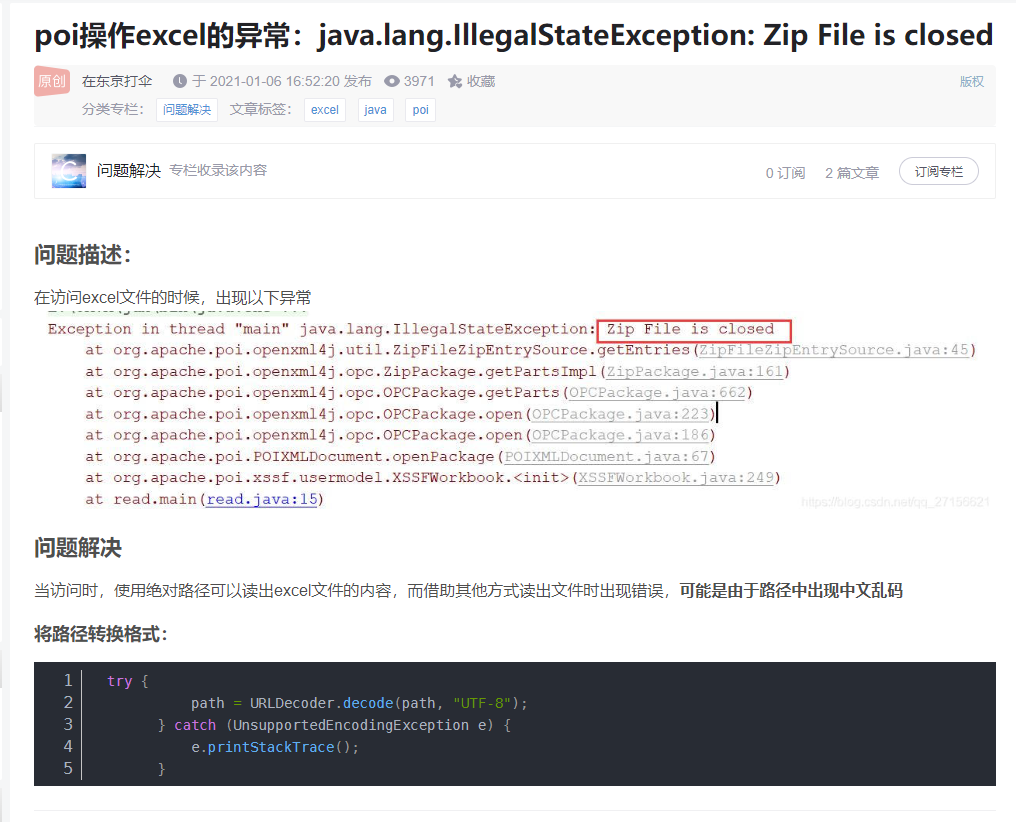 poi操作excel的异常：java.lang.IllegalStateException: Zip File is closed
原创 在东京打伞 于 2021-01-06 16:52:20 发布 3971 收藏 版权
分类专栏： 问题解决 文章标签： excel java poi
问题解决 专栏收录该内容 0 订阅 2 篇文章 订阅专栏
问题描述：
在访问excel文件的时候，出现以下异常
Exception in thread "main" java.lang.IllegalStateException: Zip File is closed
at org.apache.poi.openxml4j.util.ZipFileZipEntrySource.getEntries(ZipFileZipEntrySource.java:45)
at org.apache.poi.openxml4j.opc.ZipPackage.getPartsImpl(ZipPackage.java:161)
at org.apache.poi.openxml4j.opc.OPCPackage.getParts(OPCPackage.java:662)
at org.apache.poi.openxml4j.opc.OPCPackage.open(OPCPackage.java:223)
at org.apache.poi.openxml4j.opc.OPCPackage.open(OPCPackage.java:186)
at org.apache.poi.POIXMLDocument.openPackage(POIXMLDocument.java:67)
at org.apache.poi.xssf.usermodel.XSSFWorkbook.<init>(XSSFWorkbook.java:249)
at read.main(read.java:15)
https://blog.csdn.net/qq_27156621
问题解决
当访问时，使用绝对路径可以读出excel文件的内容，而借助其他方式读出文件时出现错误，可能是由于路径中出现中文乱码
将路径转换格式：
1 try {
2 path = URLDecoder.decode(path, "UTF-8");
3 } catch (UnsupportedEncodingException e) {
4 e.printStackTrace();
5 }